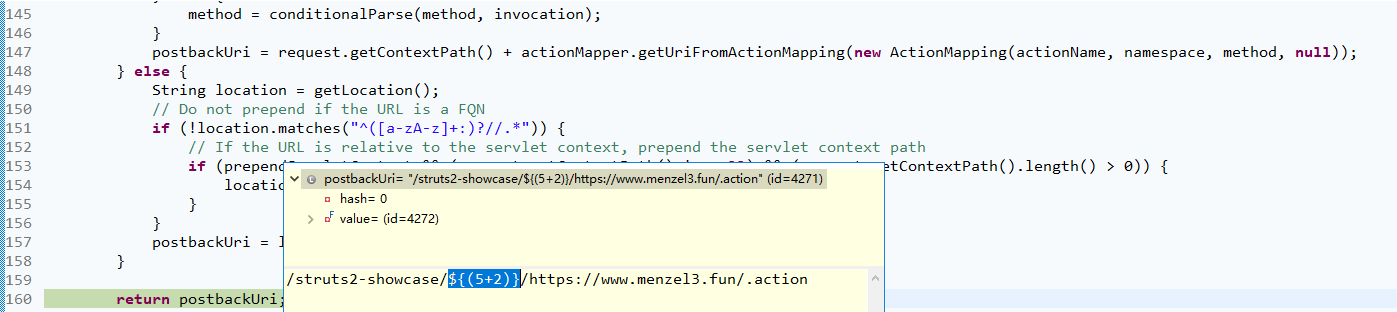 145 method = conditionalParse(method, invocation);
146 }
147 postbackUri = request.getContextPath() + actionMapper.getUriFromActionMapping(new ActionMapping(actionName, namespace, method, null));
148 } else {
149 String location = getLocation();
150 // Do not prepend if the URL is a FQN
151 if (!location.matches("^([a-zA-z]+:)?//.*")) {
152 // If the URL is relative to the servlet context, prepend the servlet context path
153 if (prepend etContextPath().length() > 0)) {
154 locatio
155 }
156 }
157 postbackUri =
158 }
159
160 return postbackUri;
postbackUri= "/struts2-showcase/${(5+2)}/https://www.menzel3.fun/.action" (id=4271)
hash= 0
value= (id=4272)
/struts2-showcase/${(5+2)}/https://www.menzel3.fun/.action